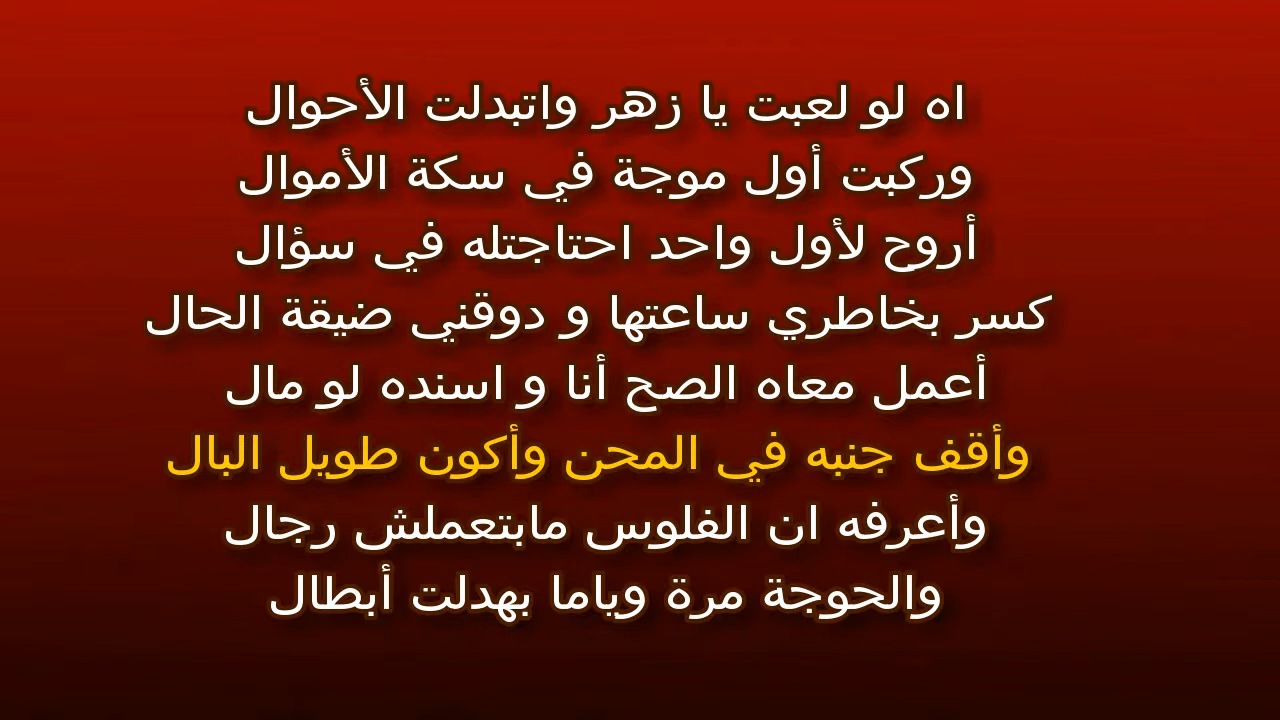 اه لو لعبت يا زهر واتبدلت الأحوال
وركبت أول موجة في سكة الأموال
أروح لأول واحد احتاجتله في سؤال
كسر بخاطري ساعتها و دوقني ضيقة الحال
أعمل معاه الصح أنا و اسنده لو مال
وأقف جنبه في المحن وأكون طويل البال
وأعرفه ان الفلوس مابتعملش رجال
والحوجة مرة وياما بهدلت أبطال